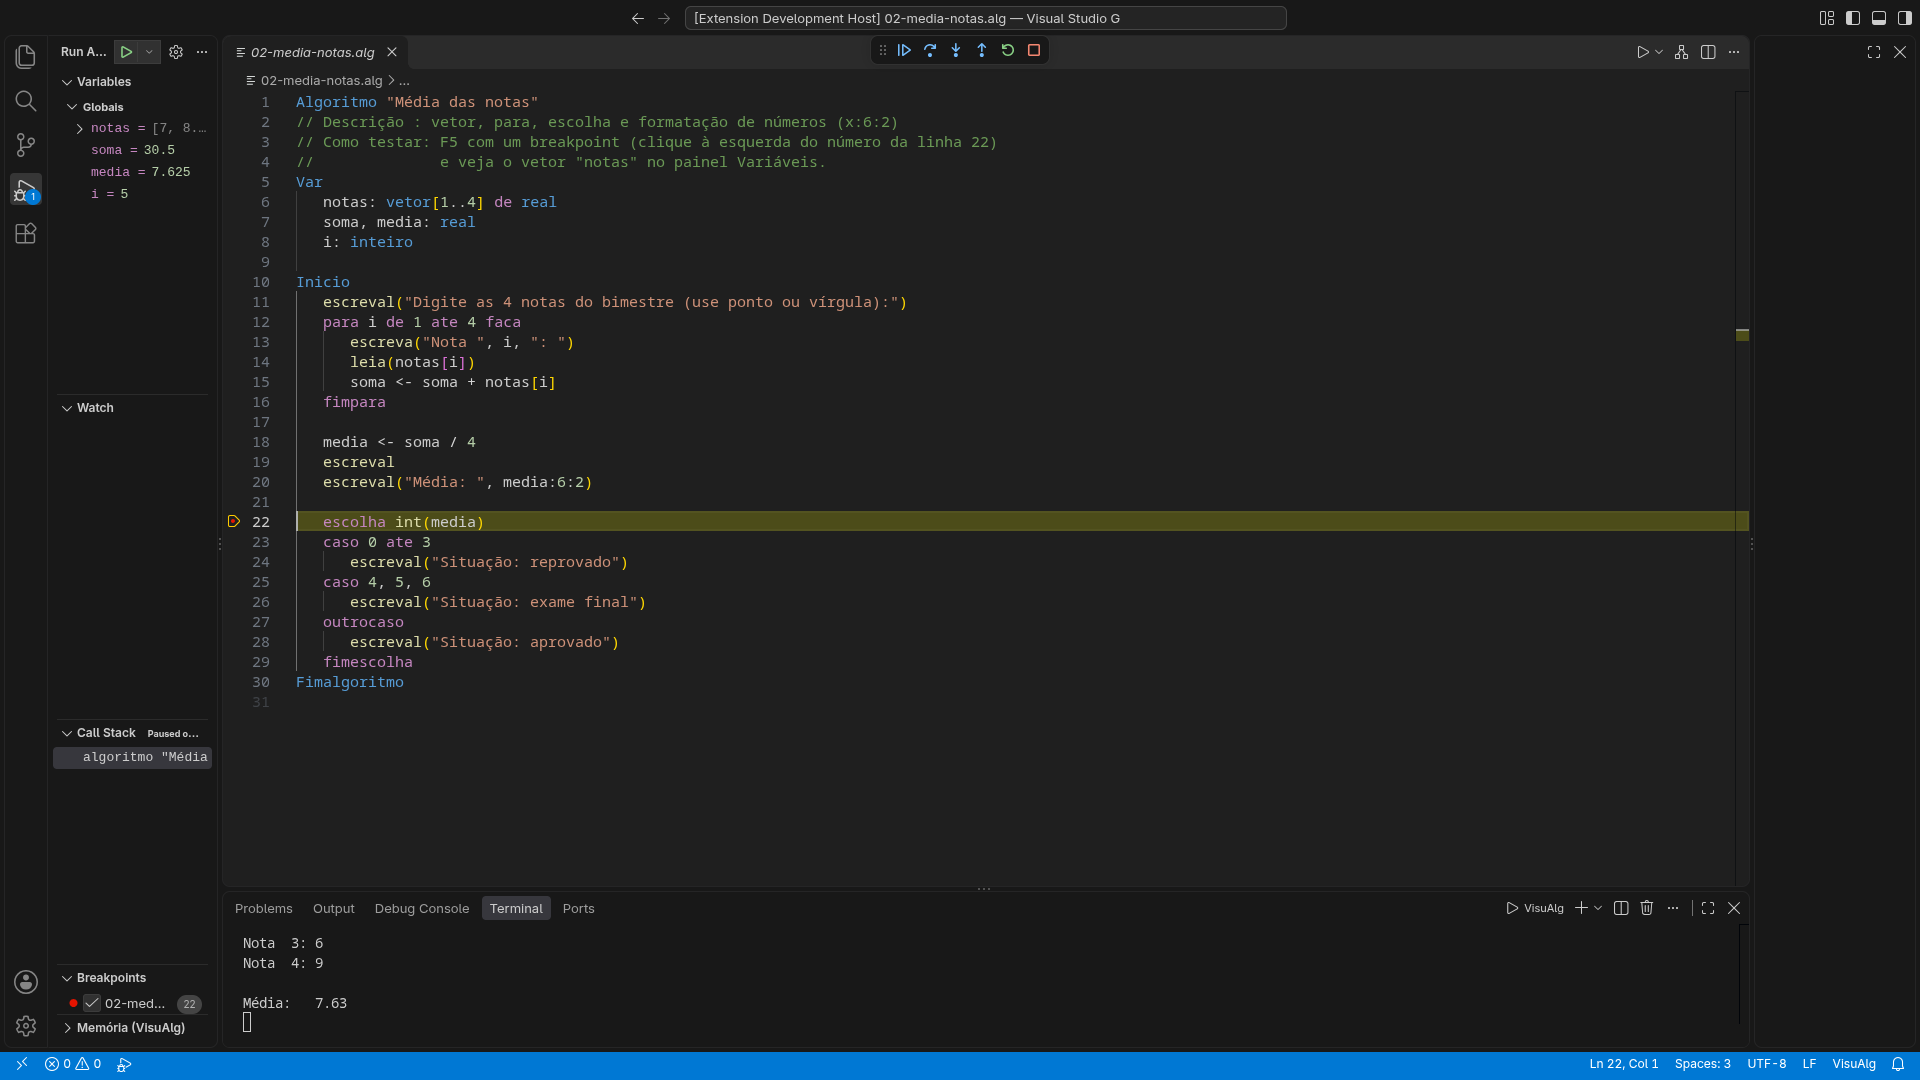 [Extension Development Host] 02-media-notas.alg — Visual Studio G
Run A...
Variables
Globais
notas = [7, 8.…
soma = 30.5
media = 7.625
i = 5
Watch
Call Stack Paused o...
algoritmo "Média
Breakpoints
02-med... 22
Memória (VisuAlg)
1
02-media-notas.alg
02-media-notas.alg > ...
1 Algoritmo "Média das notas"
2 // Descrição : vetor, para, escolha e formatação de números (x:6:2)
3 // Como testar: F5 com um breakpoint (clique à esquerda do número da linha 22)
4 //              e veja o vetor "notas" no painel Variáveis.
5 Var
6    notas: vetor[1..4] de real
7    soma, media: real
8    i: inteiro
9
10 Inicio
11    escreval("Digite as 4 notas do bimestre (use ponto ou vírgula):")
12    para i de 1 ate 4 faca
13       escreva("Nota ", i, ": ")
14       leia(notas[i])
15       soma <- soma + notas[i]
16    fimpara
17
18    media <- soma / 4
19    escreval
20    escreval("Média: ", media:6:2)
21
22    escolha int(media)
23    caso 0 ate 3
24       escreval("Situação: reprovado")
25    caso 4, 5, 6
26       escreval("Situação: exame final")
27    outrocaso
28       escreval("Situação: aprovado")
29    fimescolha
30 Fimalgoritmo
31
Problems Output Debug Console Terminal Ports VisuAlg
Nota  3: 6
Nota  4: 9
Média:   7.63
0 0 Ln 22, Col 1 Spaces: 3 UTF-8 LF VisuAlg